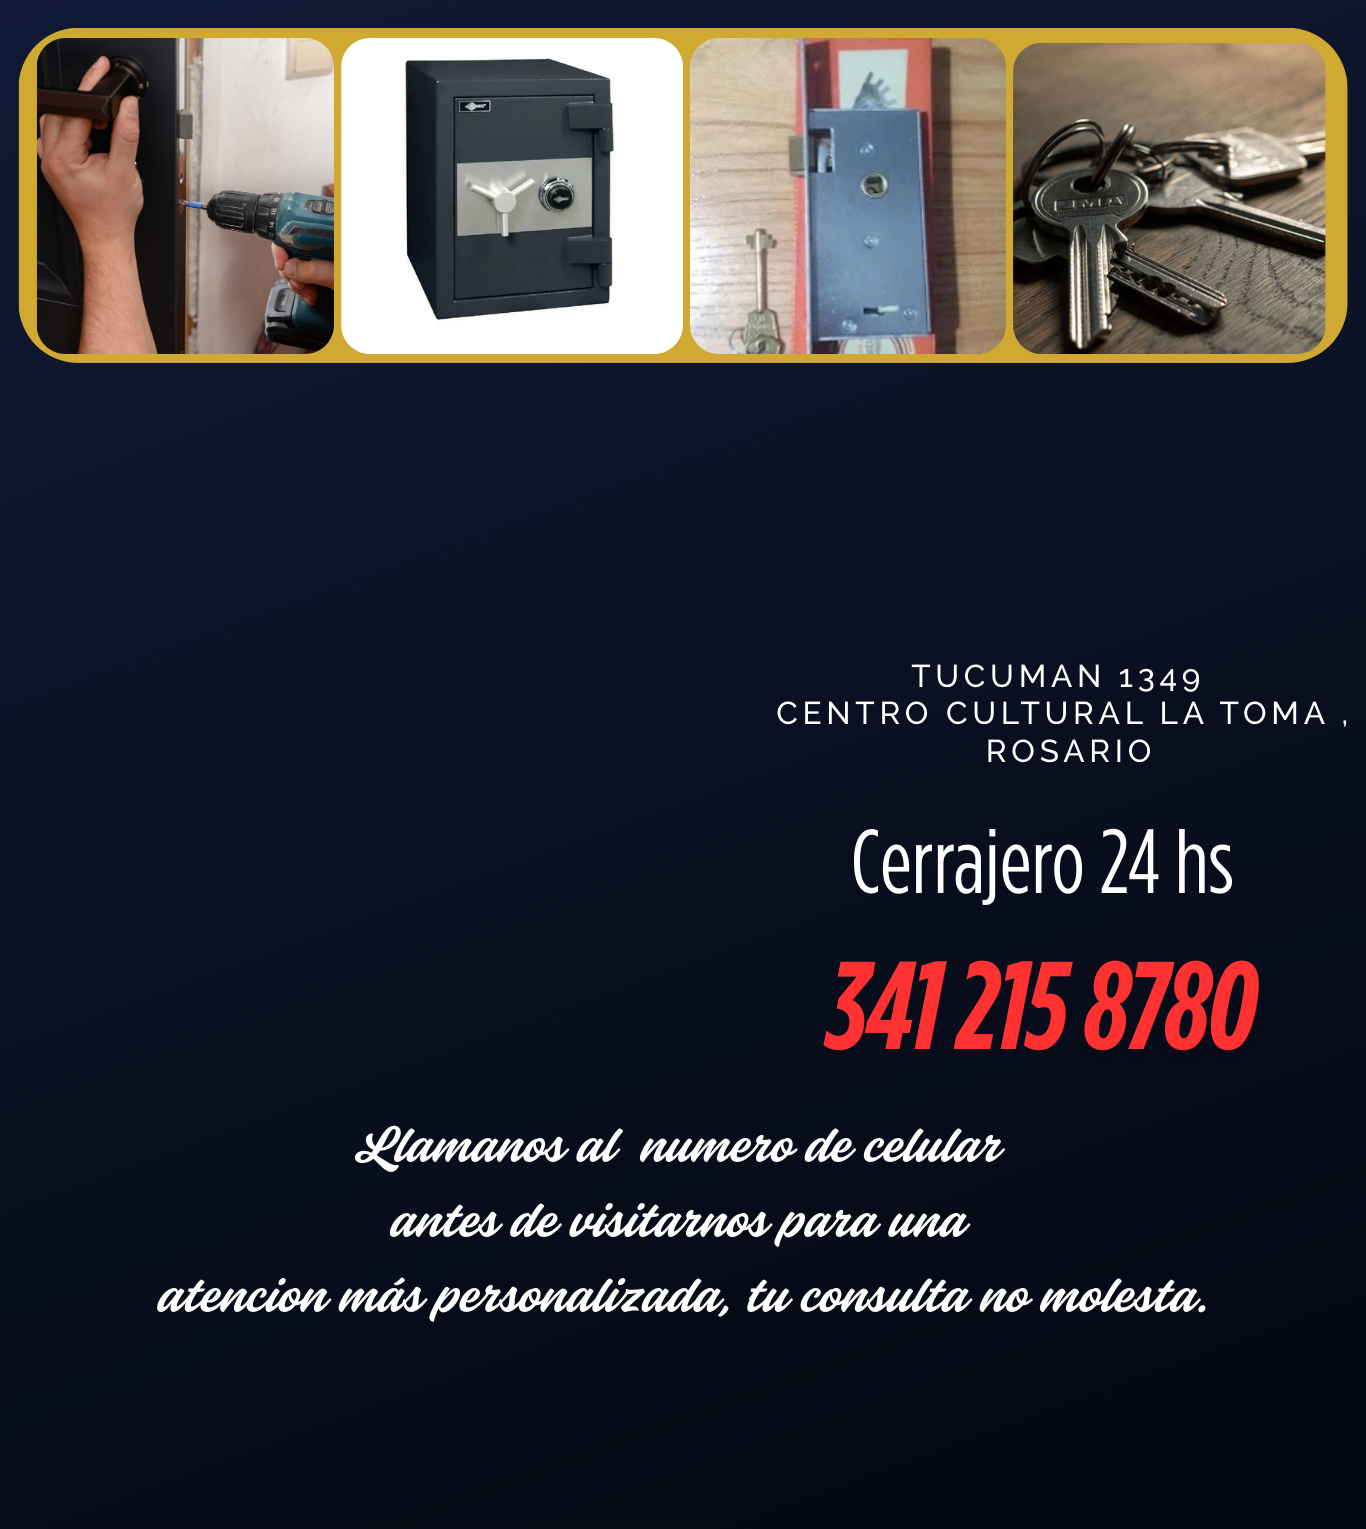 TUCUMAN 1349
CENTRO CULTURAL LA TOMA ,
ROSARIO
Cerrajero 24 hs
341 215 8780
Llamanos al numero de celular
antes de visitarnos para una
atencion más personalizada, tu consulta no molesta.